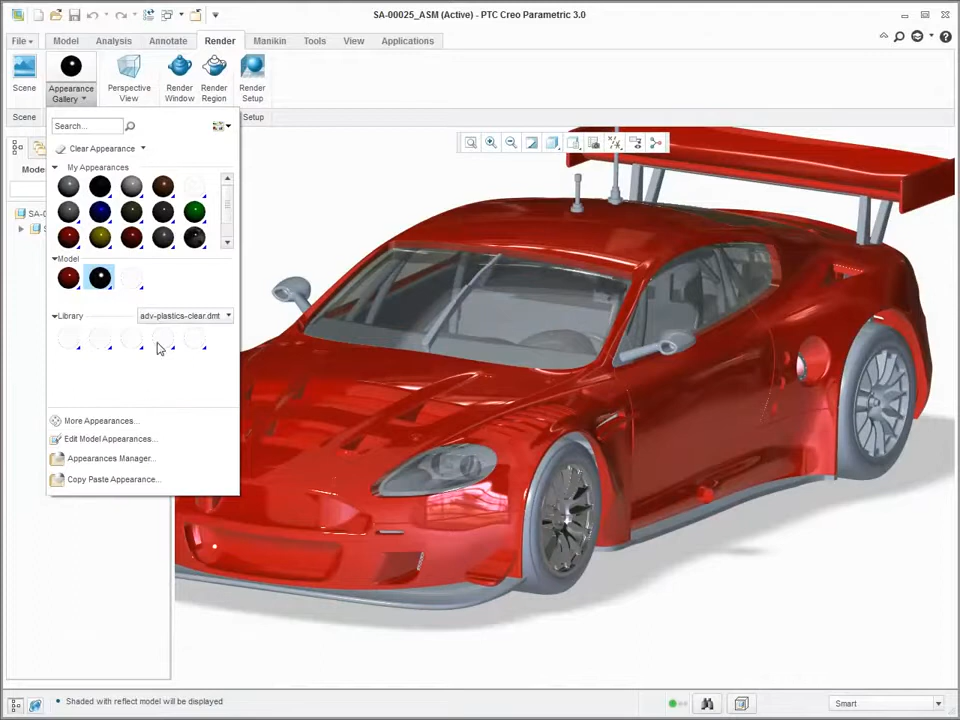 SA-00025_ASM (Active) - PTC Creo Parametric 3.0
File Model Analysis Annotate Render Manikin Tools View Applications
Scene
Appearance
Gallery
Perspective
View
Render
Window
Render
Region
Render
Setup
Scene
Setup
Search...
Clear Appearance
My Appearances
Model
Library adv-plastics-clear.dmt
More Appearances...
Edit Model Appearances...
Appearances Manager...
Copy Paste Appearance...
Shaded with reflect model will be displayed
Smart